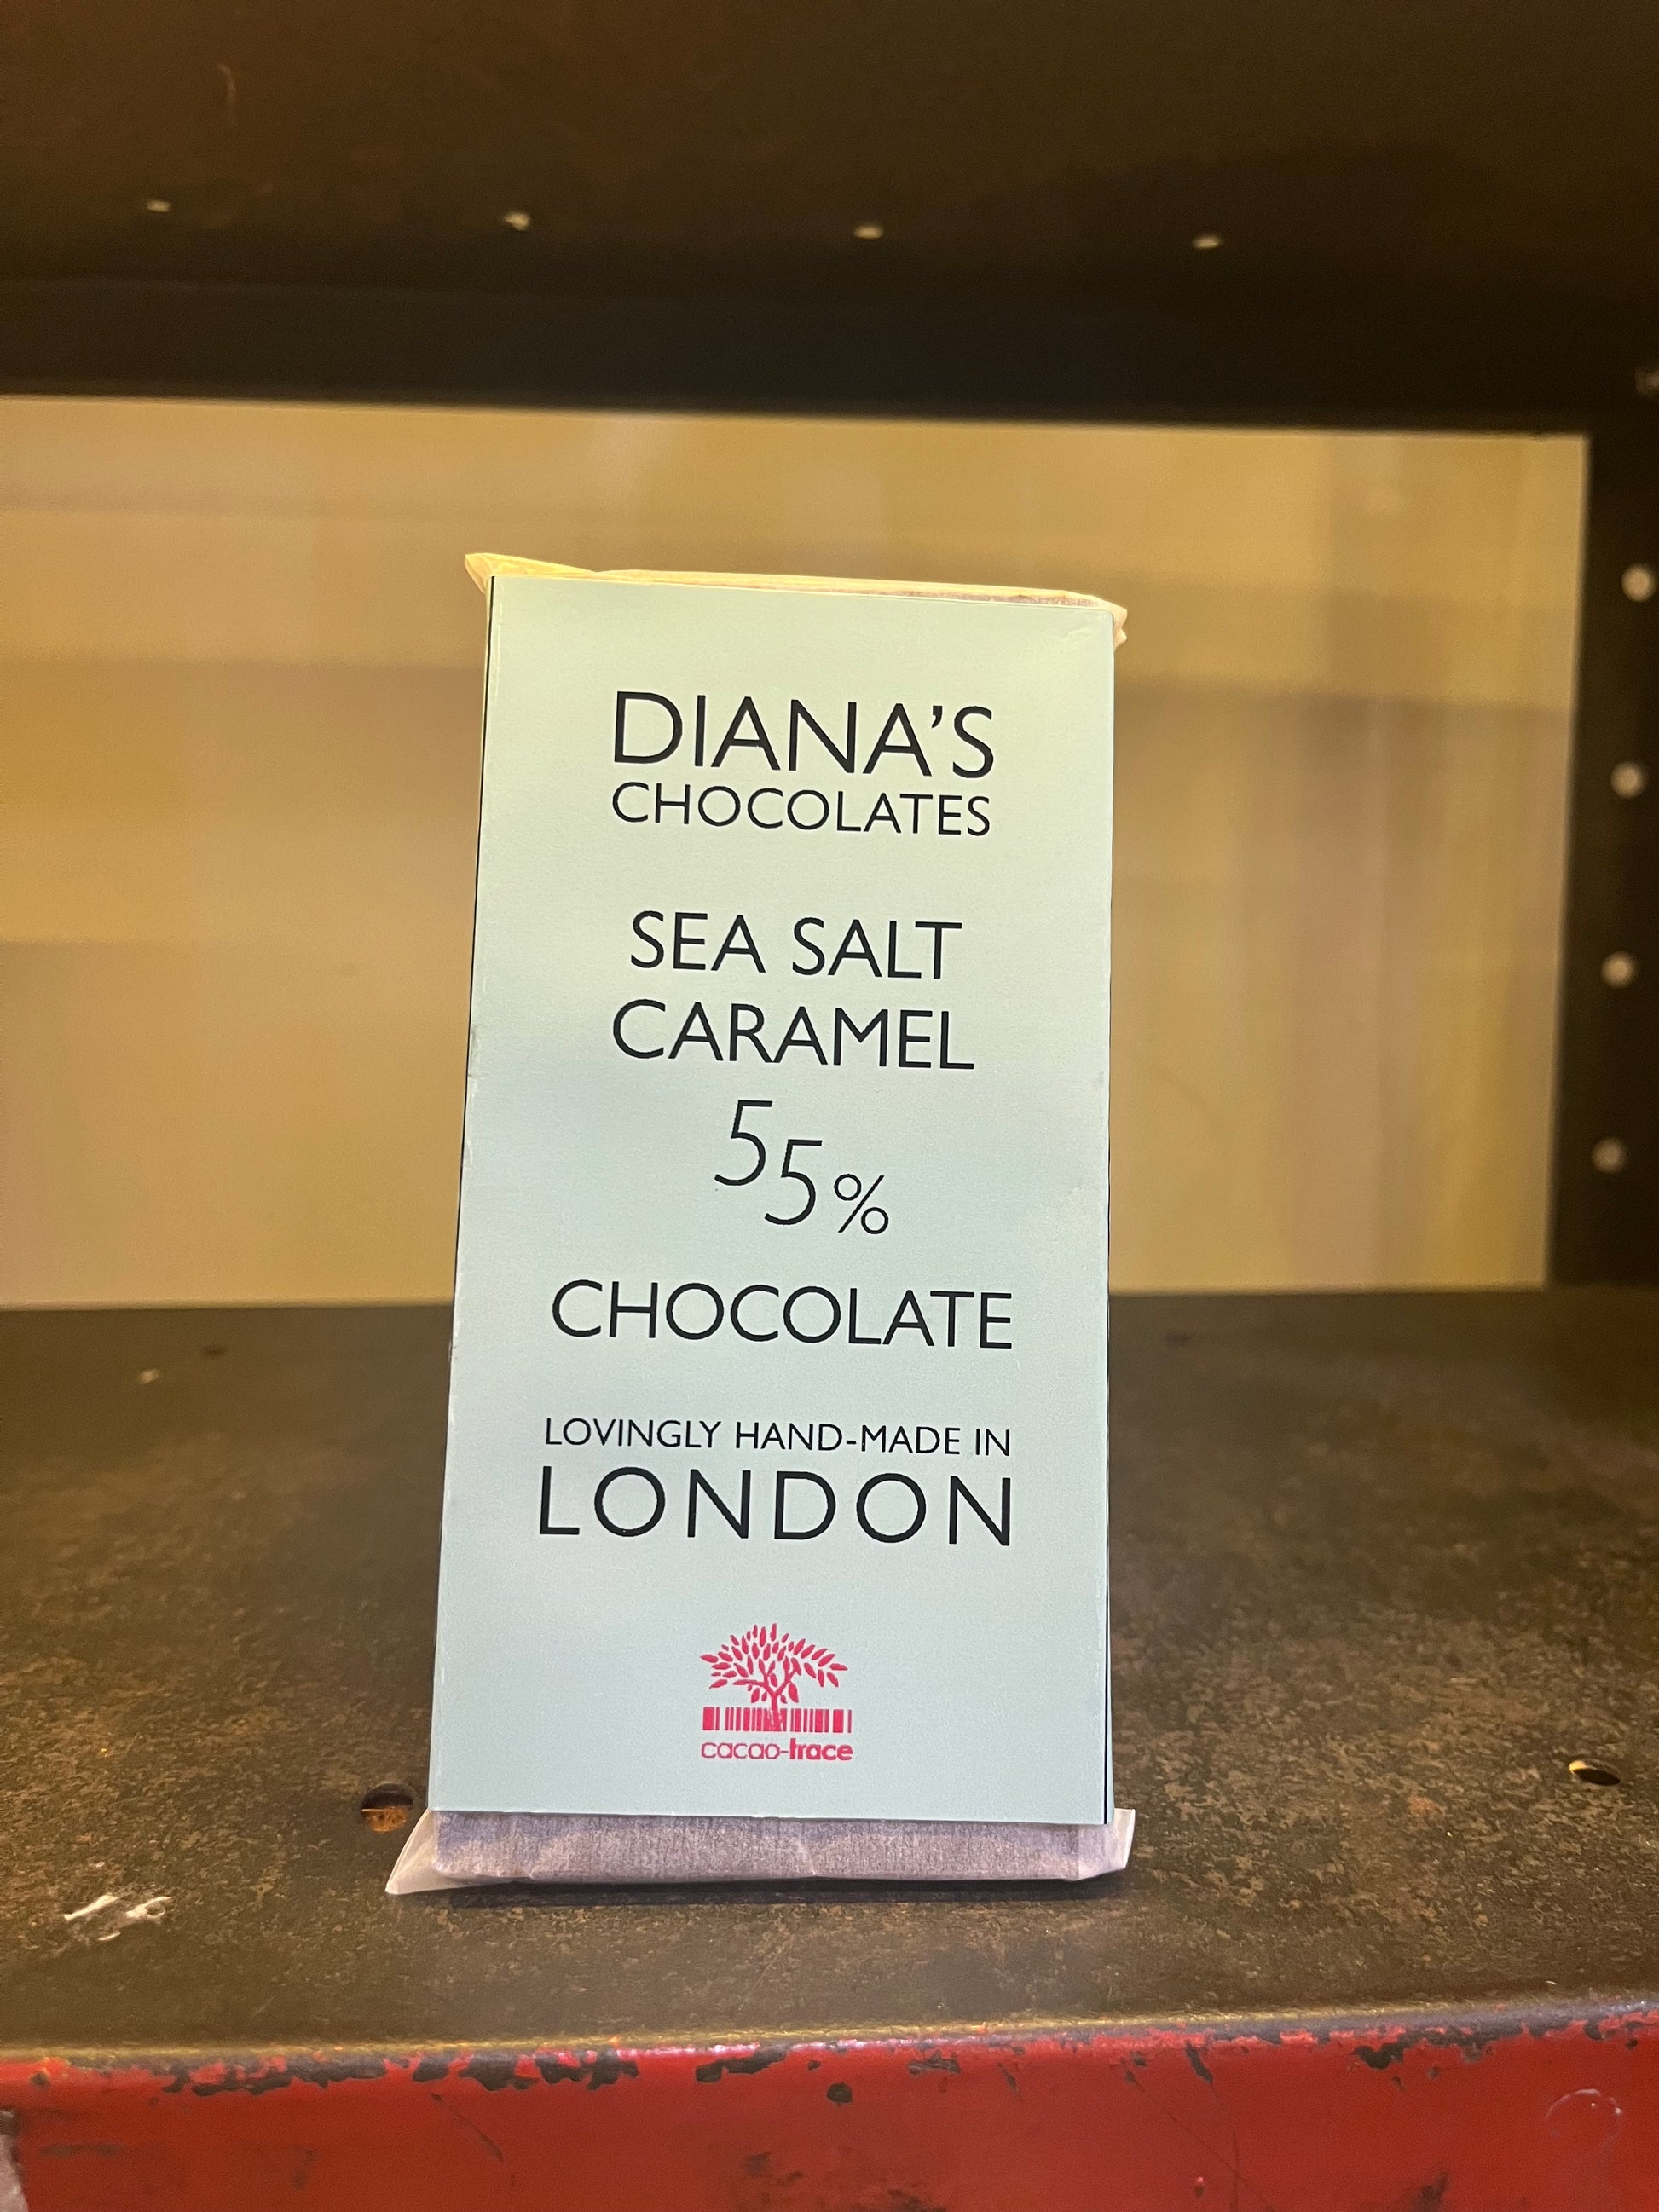 DIANA'S
CHOCOLATES
SEA SALT
CARAMEL
55%
CHOCOLATE
LOVINGLY HAND-MADE IN
LONDON
cacao-trace